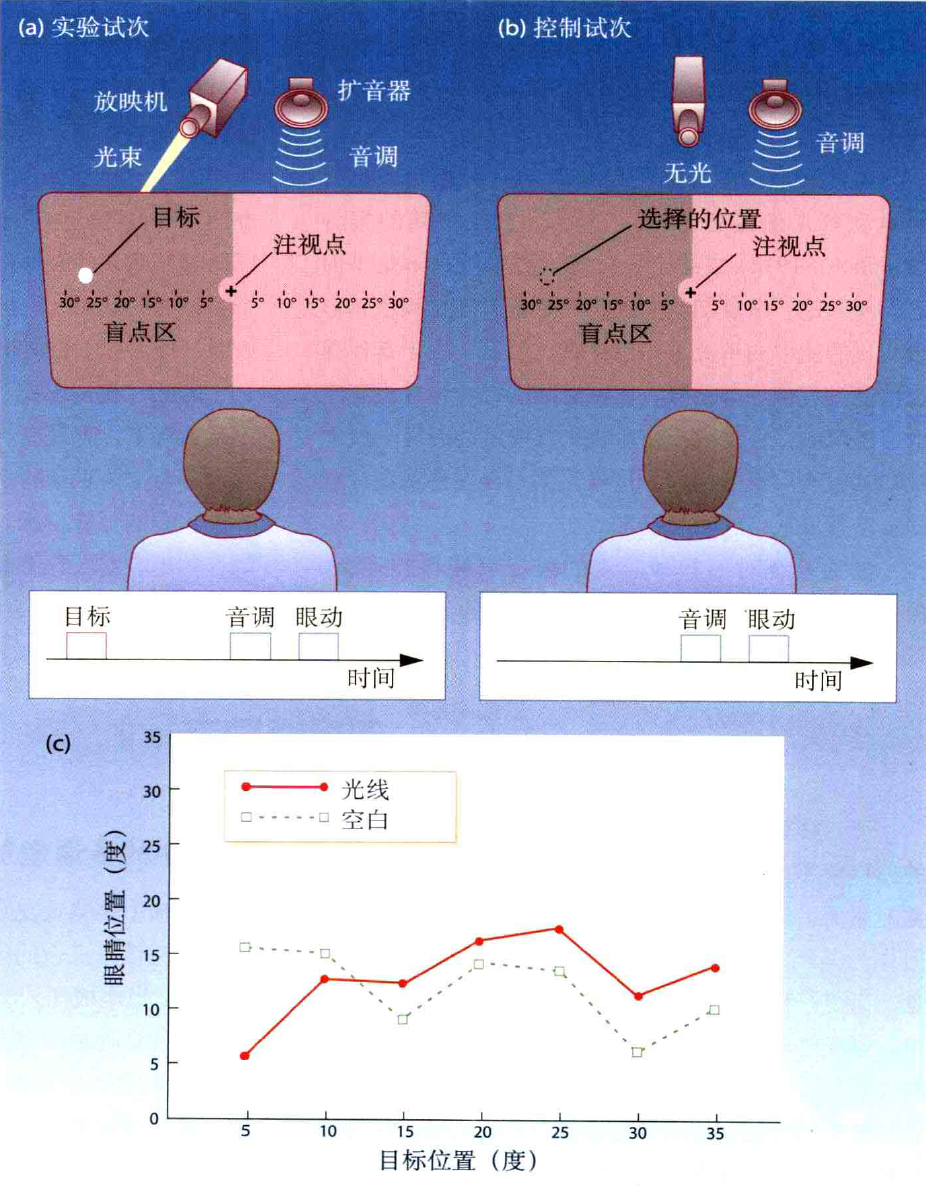 (a) 实验试次
放映机
扩音器
光束
音调
目标
注视点
30° 25° 20° 15° 10° 5° + 5° 10° 15° 20° 25° 30°
盲点区
目标 音调 眼动
时间
(b) 控制试次
音调
无光
选择的位置
注视点
30° 25° 20° 15° 10° 5° + 5° 10° 15° 20° 25° 30°
盲点区
音调 眼动
时间
(c)
35
30
25
20
15
10
5
0
眼睛位置（度）
光线
空白
5 10 15 20 25 30 35
目标位置（度）